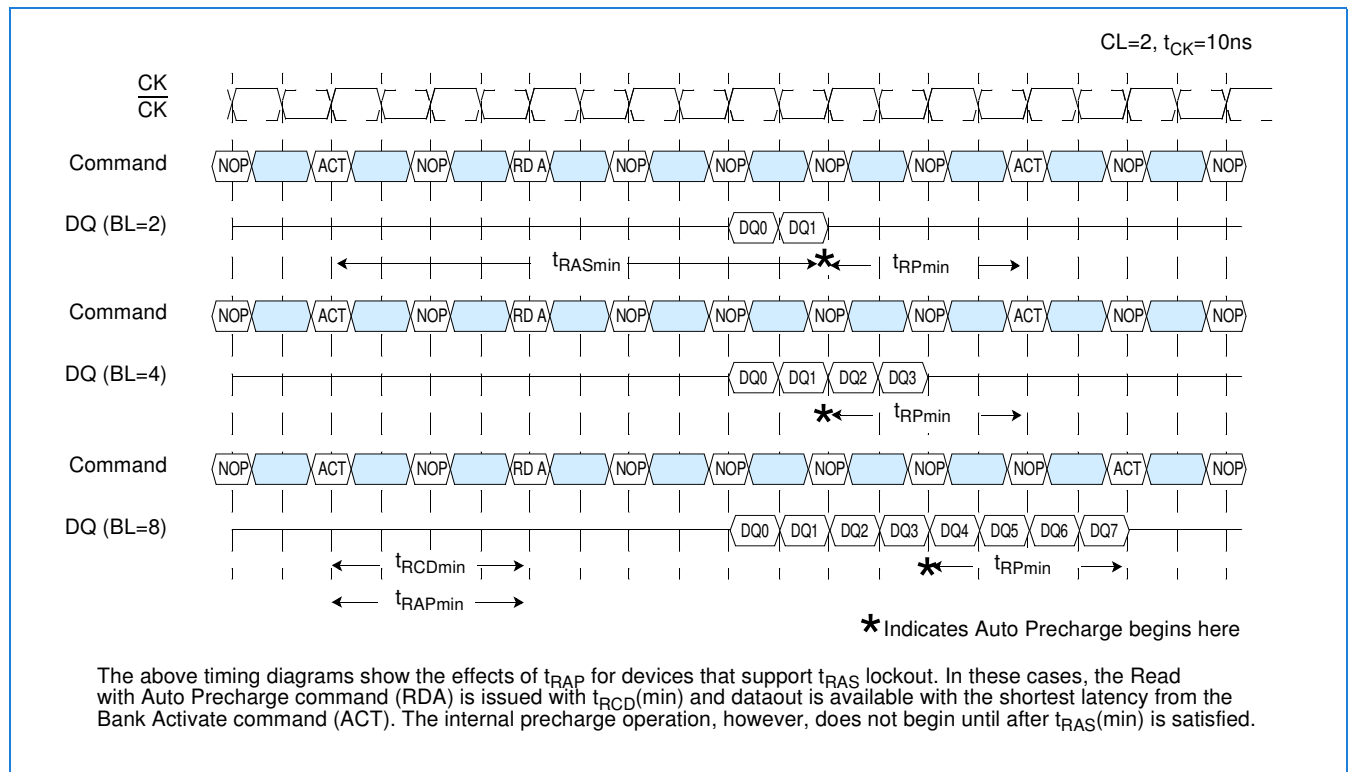 CL=2, tCK=10ns
CK
CK
Command
NOP ACT NOP RD A NOP NOP NOP NOP ACT NOP NOP
DQ (BL=2)
DQ0 DQ1
tRASmin * tRPmin
Command
NOP ACT NOP RD A NOP NOP NOP NOP ACT NOP NOP
DQ (BL=4)
DQ0 DQ1 DQ2 DQ3
* tRPmin
Command
NOP ACT NOP RD A NOP NOP NOP NOP NOP ACT NOP
DQ (BL=8)
DQ0 DQ1 DQ2 DQ3 DQ4 DQ5 DQ6 DQ7
tRCDmin * tRPmin
tRAPmin
* Indicates Auto Precharge begins here
The above timing diagrams show the effects of tRAP for devices that support tRAS lockout. In these cases, the Read
with Auto Precharge command (RDA) is issued with tRCD(min) and dataout is available with the shortest latency from the
Bank Activate command (ACT). The internal precharge operation, however, does not begin until after tRAS(min) is satisfied.